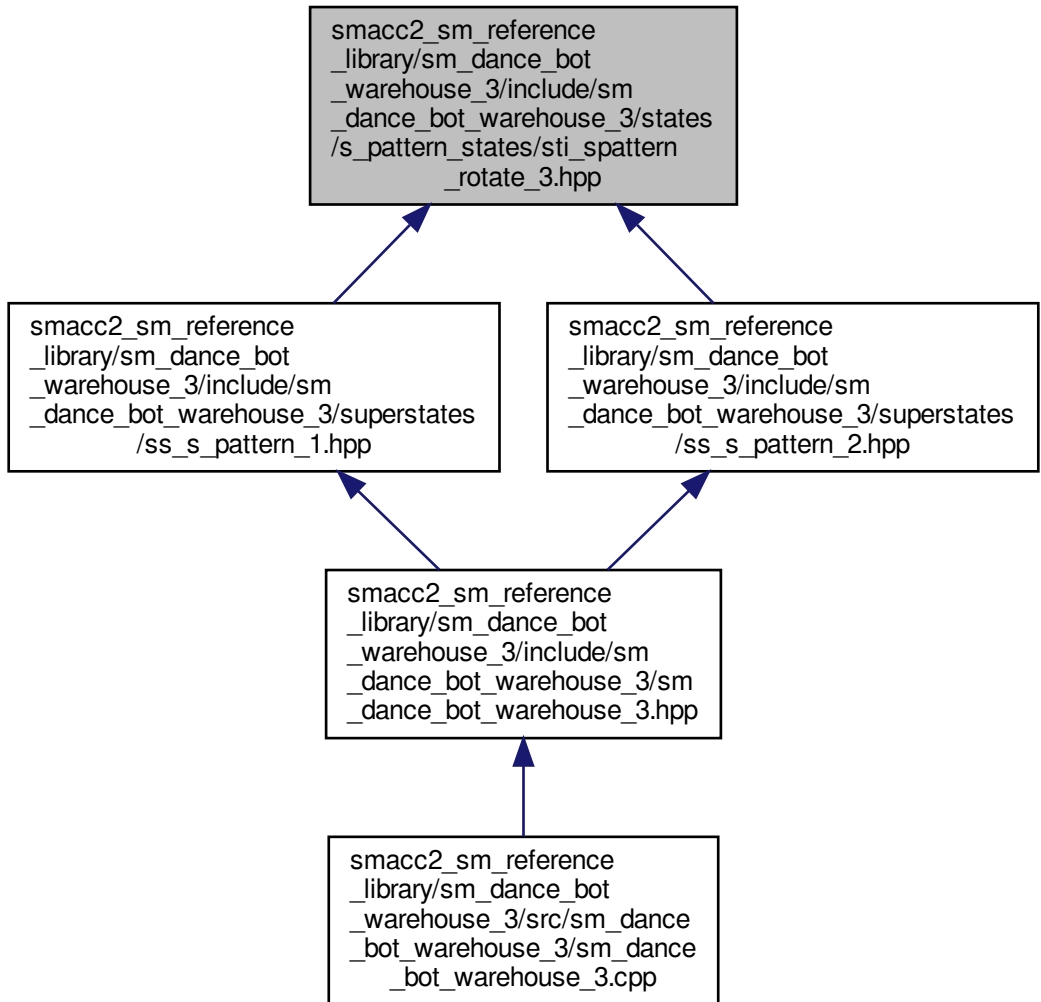 smacc2_sm_reference
_library/sm_dance_bot
_warehouse_3/include/sm
_dance_bot_warehouse_3/states
/s_pattern_states/sti_spattern
_rotate_3.hpp
smacc2_sm_reference
_library/sm_dance_bot
_warehouse_3/include/sm
_dance_bot_warehouse_3/superstates
/ss_s_pattern_1.hpp
smacc2_sm_reference
_library/sm_dance_bot
_warehouse_3/include/sm
_dance_bot_warehouse_3/superstates
/ss_s_pattern_2.hpp
smacc2_sm_reference
_library/sm_dance_bot
_warehouse_3/include/sm
_dance_bot_warehouse_3/sm
_dance_bot_warehouse_3.hpp
smacc2_sm_reference
_library/sm_dance_bot
_warehouse_3/src/sm_dance
_bot_warehouse_3/sm_dance
_bot_warehouse_3.cpp